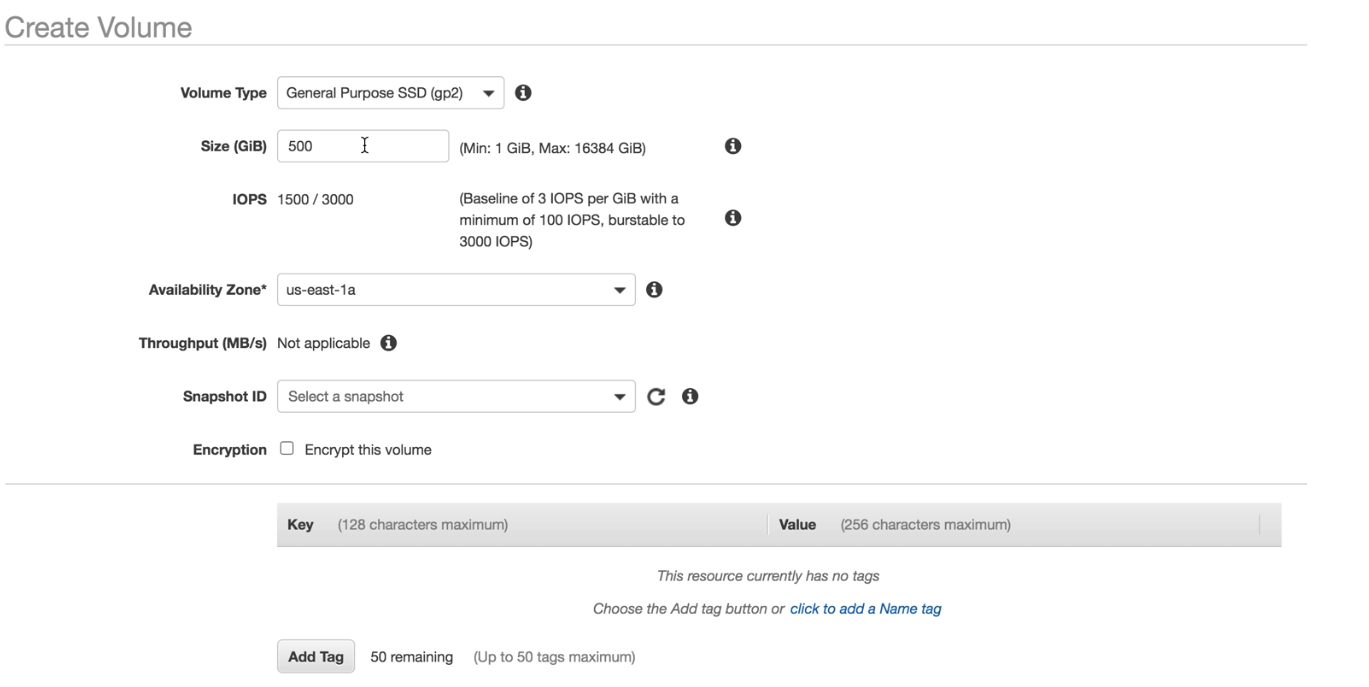 Create Volume
Volume Type General Purpose SSD (gp2)
Size (GiB) 500 (Min: 1 GiB, Max: 16384 GiB)
IOPS 1500 / 3000 (Baseline of 3 IOPS per GiB with a
minimum of 100 IOPS, burstable to
3000 IOPS)
Availability Zone* us-east-1a
Throughput (MB/s) Not applicable
Snapshot ID Select a snapshot
Encryption Encrypt this volume
Key (128 characters maximum) Value (256 characters maximum)
This resource currently has no tags
Choose the Add tag button or click to add a Name tag
Add Tag 50 remaining (Up to 50 tags maximum)